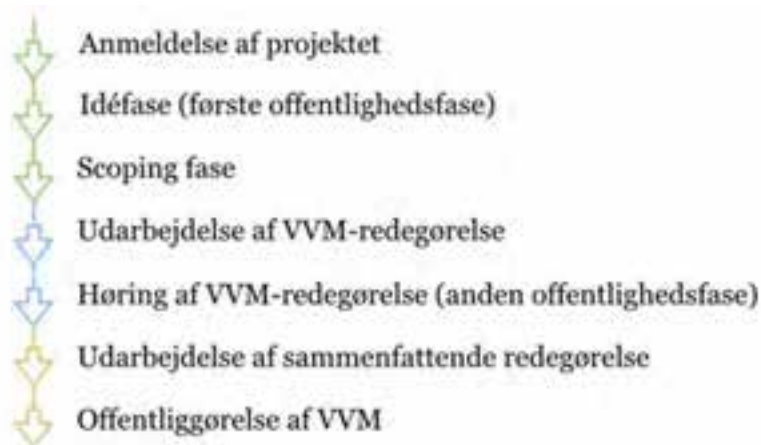 Anmeldelse af projektet
Idéfase (første offentlighedsfase)
Scoping fase
Udarbejdelse af VVM-redegørelse
Høring af VVM-redegørelse (anden offentlighedsfase)
Udarbejdelse af sammenfattende redegørelse
Offentliggørelse af VVM